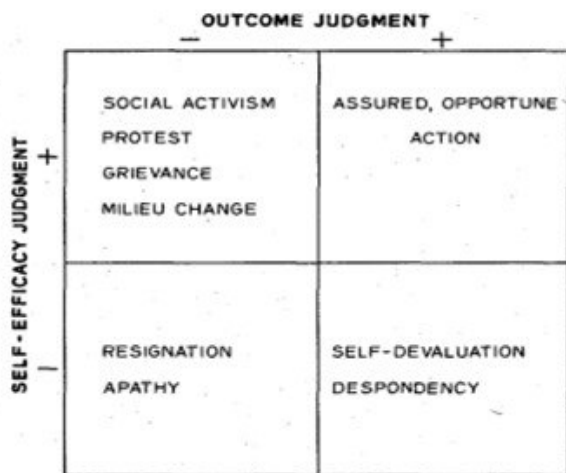 OUTCOME JUDGMENT
− +
SELF-EFFICACY JUDGMENT
+
SOCIAL ACTIVISM
PROTEST
GRIEVANCE
MILIEU CHANGE
ASSURED, OPPORTUNE
ACTION
−
RESIGNATION
APATHY
SELF-DEVALUATION
DESPONDENCY